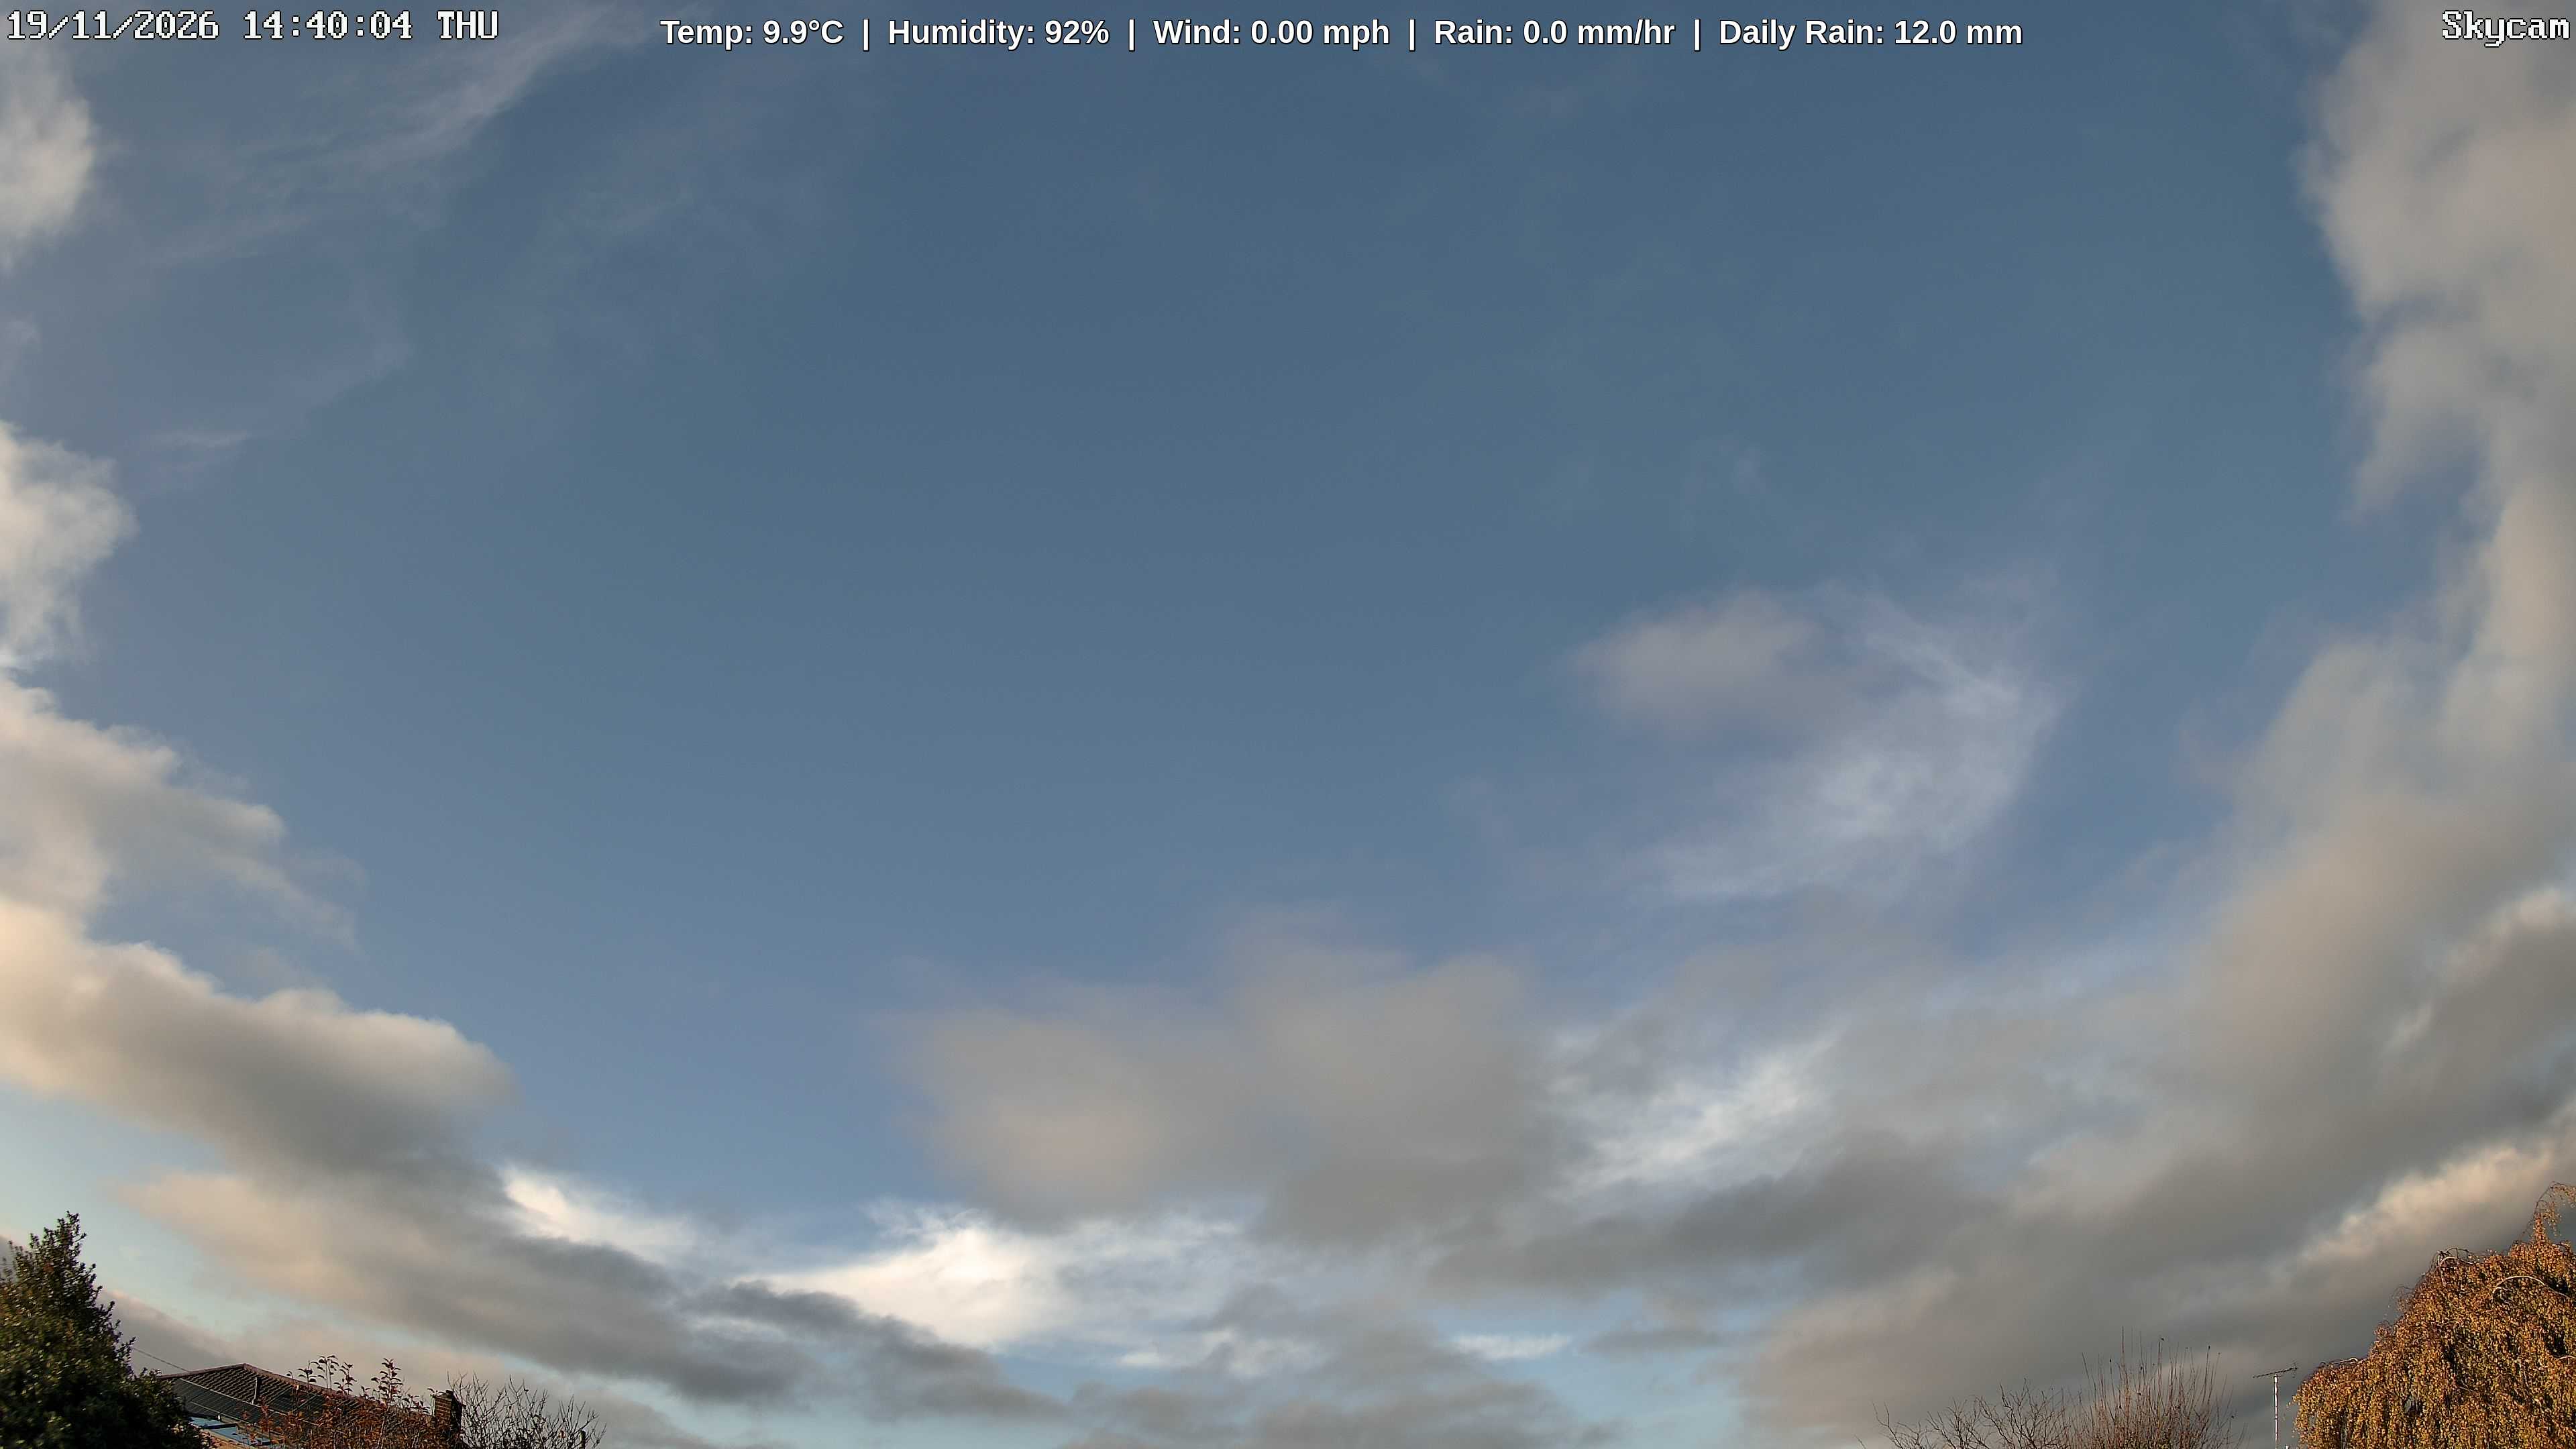 19/11/2026 14:40:04 THU
Temp: 9.9°C | Humidity: 92% | Wind: 0.00 mph | Rain: 0.0 mm/hr | Daily Rain: 12.0 mm
Skycam